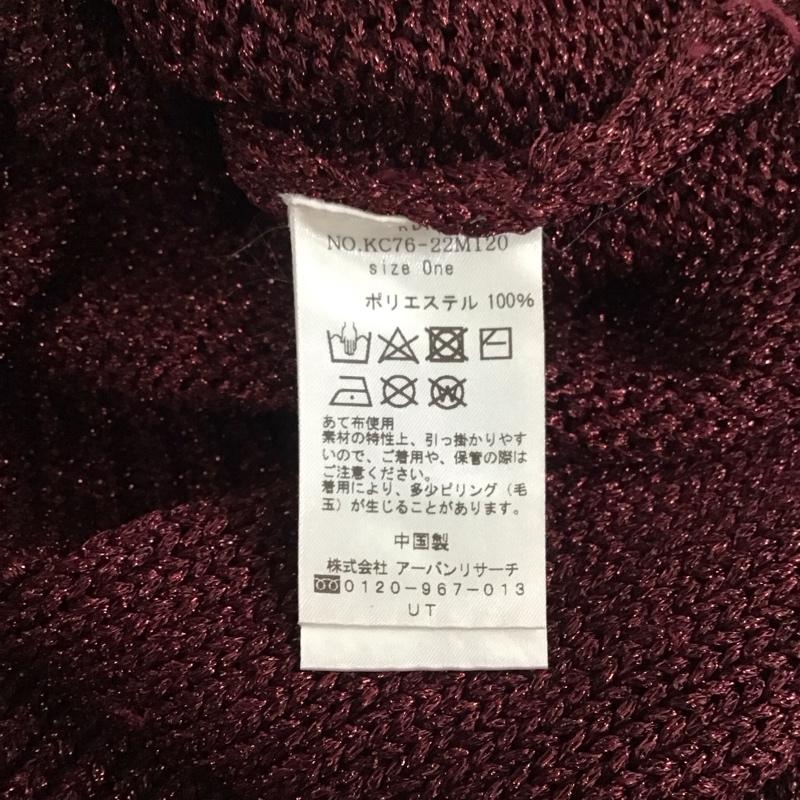 NO.KC76-22M120
size One
ポリエステル 100%
あて布使用
素材の特性上、引っ掛かりやす
いので、ご着用や、保管の際は
ご注意ください。
着用により、多少ピリング（毛
玉）が生じることがあります。
中国製
株式会社 アーバンリサーチ
0120-967-013
UT